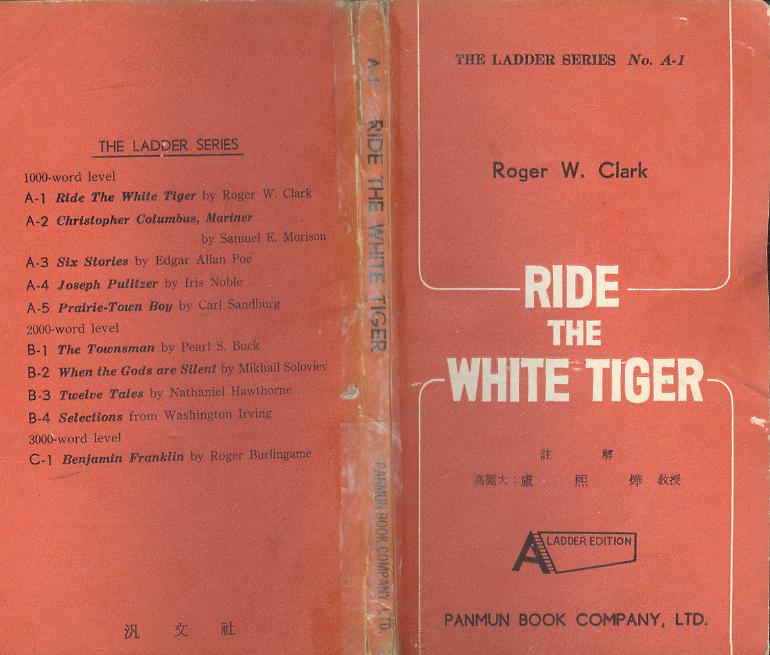 THE LADDER SERIES
1000-word level
A-1 Ride The White Tiger by Roger W. Clark
A-2 Christopher Columbus, Mariner
by Samuel E. Morison
A-3 Six Stories by Edgar Allan Poe
A-4 Joseph Pulitzer by Iris Noble
A-5 Prairie-Town Boy by Carl Sandburg
2000-word level
B-1 The Townsman by Pearl S. Buck
B-2 When the Gods are Silent by Mikhail Soloviev
B-3 Twelve Tales by Nathaniel Hawthorne
B-4 Selections from Washington Irving
3000-word level
C-1 Benjamin Franklin by Roger Burlingame
汎 文 社
A-1 RIDE THE WHITE TIGER
PANMUN BOOK COMPANY, LTD.
THE LADDER SERIES No. A-1
Roger W. Clark
RIDE
THE
WHITE TIGER
註 解
高麗大:盧 熙 燁 教授
A LADDER EDITION
PANMUN BOOK COMPANY, LTD.